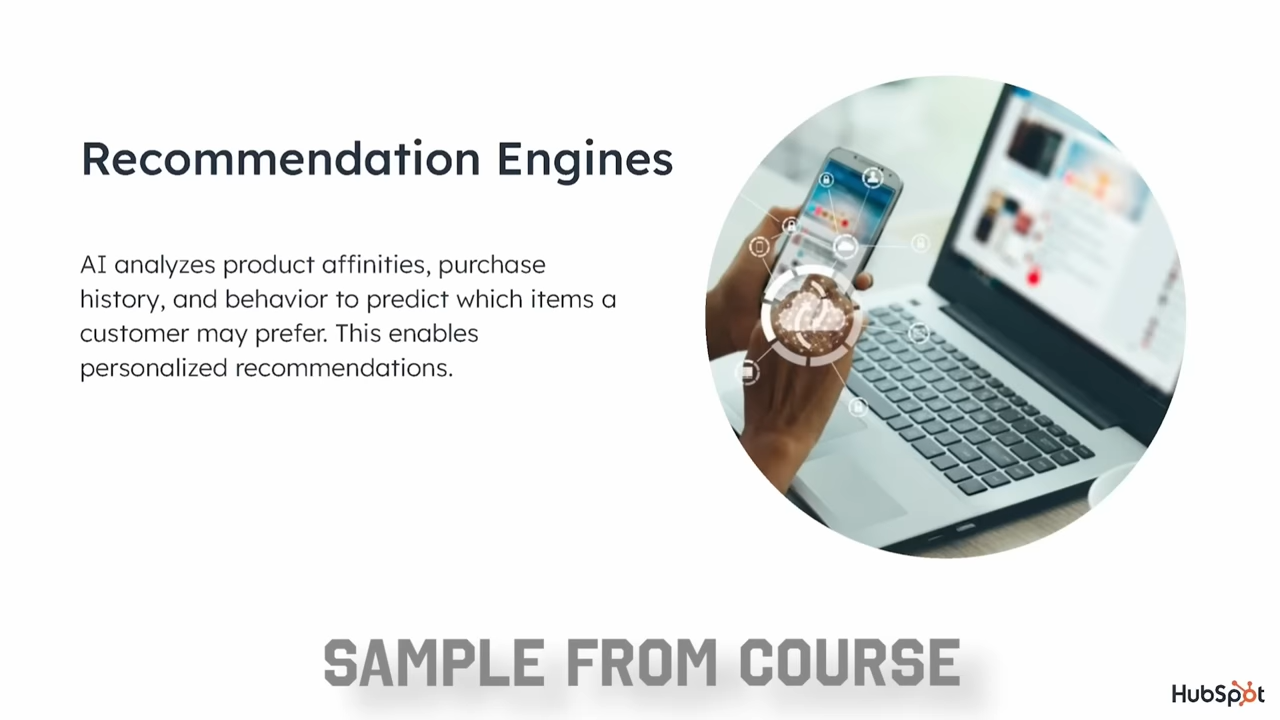 Recommendation Engines
AI analyzes product affinities, purchase
history, and behavior to predict which items a
customer may prefer. This enables
personalized recommendations.
SAMPLE FROM COURSE
HubSpot